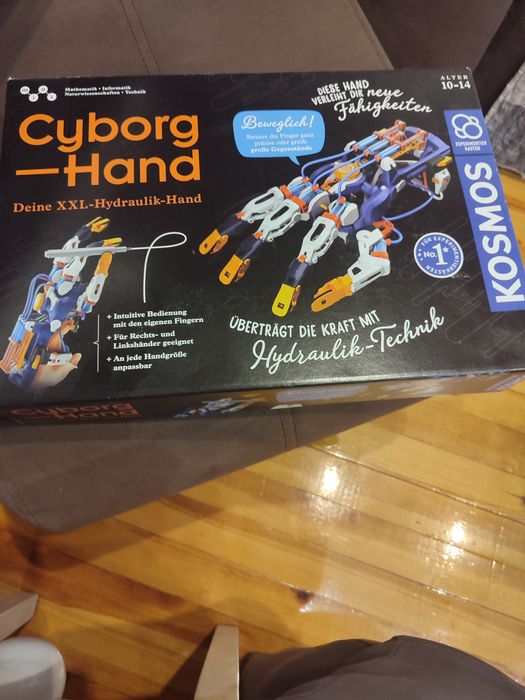 M I N T
Mathematik • Informatik
Naturwissenschaften • Technik
Cyborg
—Hand
Deine XXL-Hydraulik-Hand
DIESE HAND
VERLEIHT DIR neue
Fähigkeiten
ALTER
10–14
Beweglich!
Steuere die Finger ganz
präzise oder greife
große Gegenstände
EXPERIMENTIER
KASTEN
KOSMOS
FÜR EXPERIMENTIERKÄSTEN
No. 1*
+ Intuitive Bedienung
mit den eigenen Fingern
+ Für Rechts- und
Linkshänder geeignet
+ An jede Handgröße
anpassbar
ÜBERTRÄGT DIE KRAFT MIT
Hydraulik-Technik
Cyborg
—Hand
KOSMOS